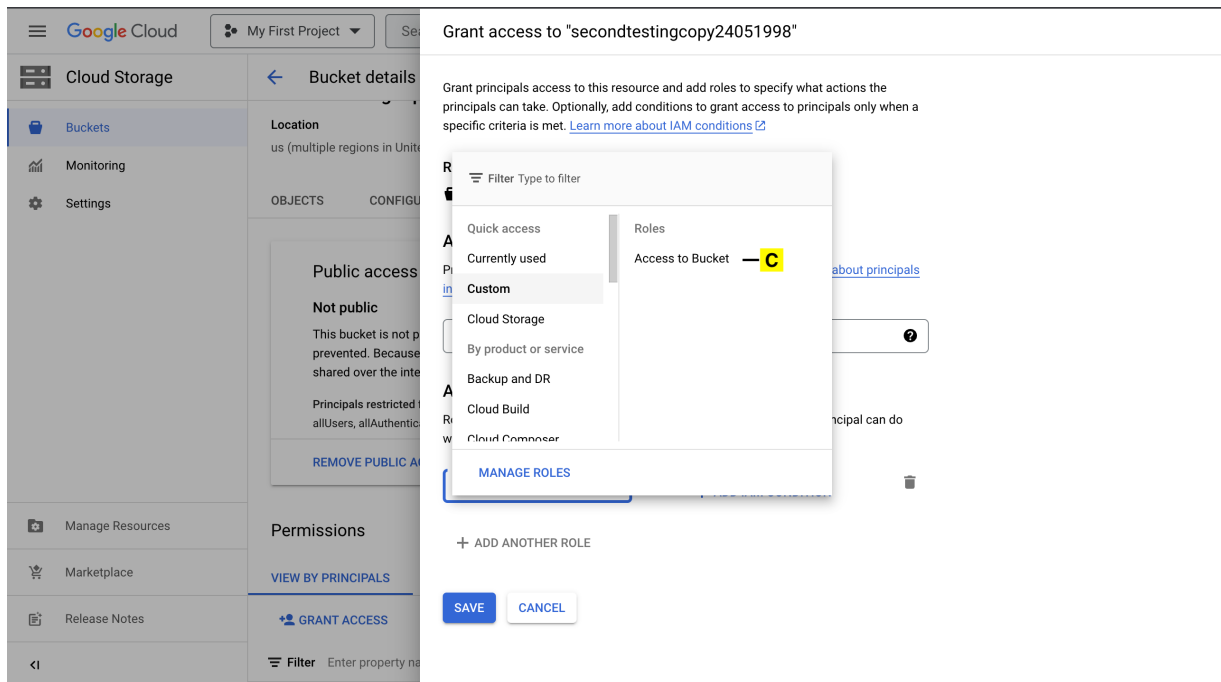 Google Cloud
My First Project
Grant access to "secondtestingcopy24051998"
Cloud Storage
Bucket details
Grant principals access to this resource and add roles to specify what actions the
principals can take. Optionally, add conditions to grant access to principals only when a
specific criteria is met. Learn more about IAM conditions
Buckets
Monitoring
Settings
Location
us (multiple regions in
OBJECTS
Public access
Not public
This bucket is not
prevented. Because
shared over the
Principals restricted
allUsers,
REMOVE PUBLIC
Filter Type to filter
Quick access
Currently used
Custom
Cloud Storage
By product or service
Backup and DR
Cloud Build
Cloud Composer
Roles
Access to Bucket
C
MANAGE ROLES
about principals
can do
ADD IAM CONDITION
ADD ANOTHER ROLE
SAVE
CANCEL
Manage Resources
Marketplace
Release Notes
Permissions
VIEW BY PRINCIPALS
GRANT ACCESS
Filter Enter property